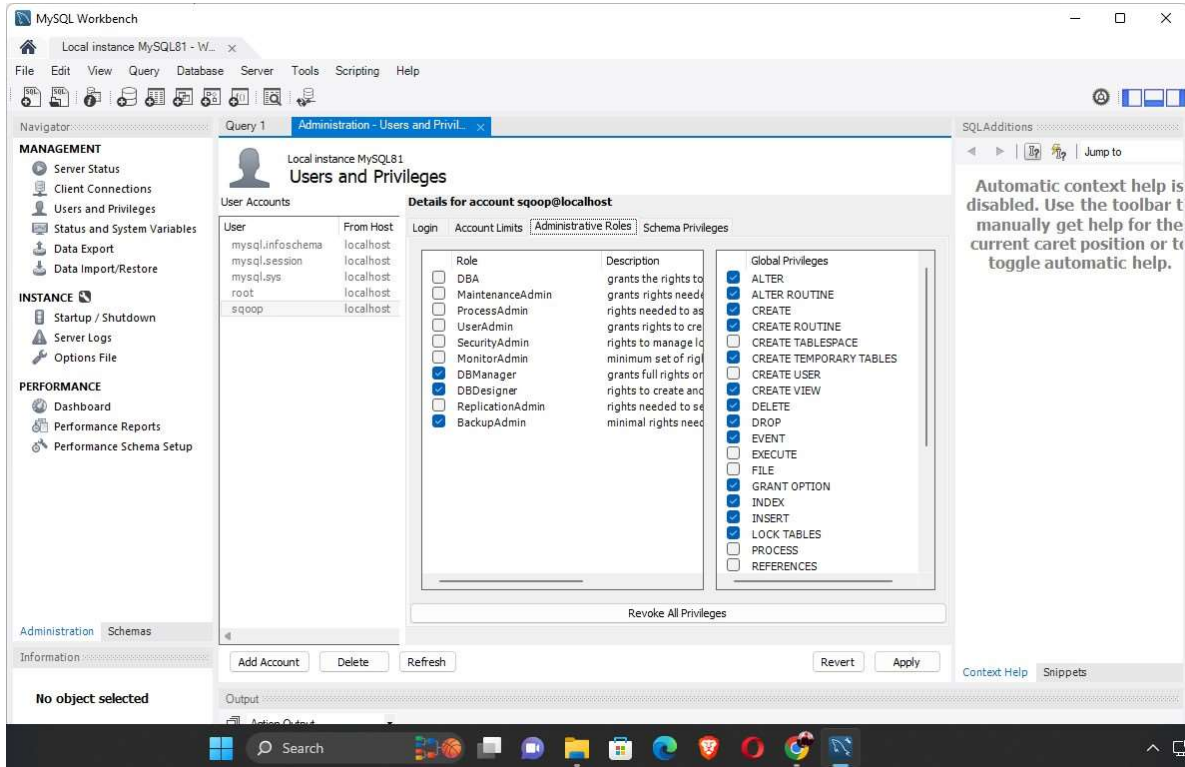 MySQL Workbench
Local instance MySQL81 - W...
File Edit View Query Database Server Tools Scripting Help
Navigator
MANAGEMENT
Server Status
Client Connections
Users and Privileges
Status and System Variables
Data Export
Data Import/Restore
INSTANCE
Startup / Shutdown
Server Logs
Options File
PERFORMANCE
Dashboard
Performance Reports
Performance Schema Setup
Administration Schemas
Information
No object selected
Query 1 Administration - Users and Privil...
Local instance MySQL81
Users and Privileges
User Accounts
User From Host
mysql.infoschema localhost
mysql.session localhost
mysql.sys localhost
root localhost
sqoop localhost
Details for account sqoop@localhost
Login Account Limits Administrative Roles Schema Privileges
Role Description
DBA grants the rights to
MaintenanceAdmin grants rights neede
ProcessAdmin rights needed to as
UserAdmin grants rights to cre
SecurityAdmin rights to manage lo
MonitorAdmin minimum set of rigl
DBManager grants full rights or
DBDesigner rights to create and
ReplicationAdmin rights needed to se
BackupAdmin minimal rights need
Global Privileges
ALTER
ALTER ROUTINE
CREATE
CREATE ROUTINE
CREATE TABLESPACE
CREATE TEMPORARY TABLES
CREATE USER
CREATE VIEW
DELETE
DROP
EVENT
EXECUTE
FILE
GRANT OPTION
INDEX
INSERT
LOCK TABLES
PROCESS
REFERENCES
Revoke All Privileges
Add Account Delete Refresh Revert Apply
Output
Action Output
SQLAdditions
Jump to
Automatic context help is
disabled. Use the toolbar t
manually get help for the
current caret position or to
toggle automatic help.
Context Help Snippets
Search